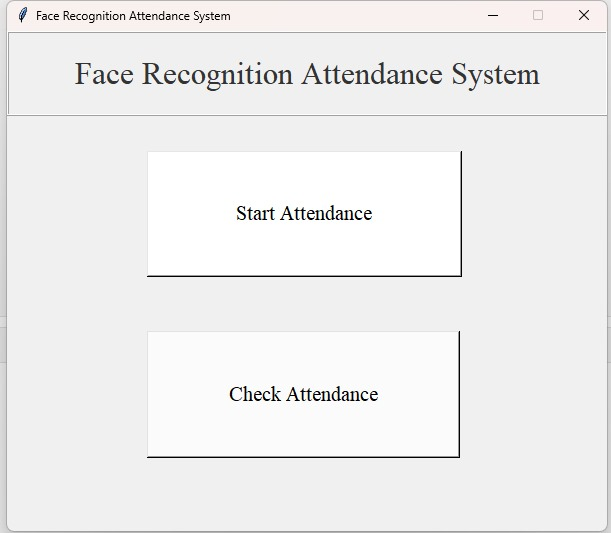 Face Recognition Attendance System
Face Recognition Attendance System
Start Attendance
Check Attendance